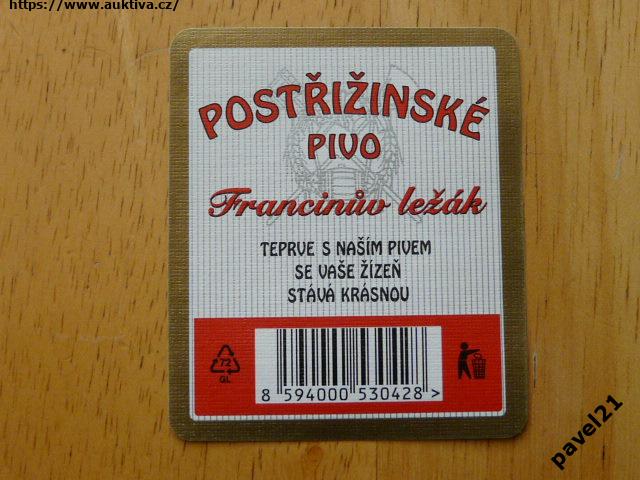 https://www.auktiva.cz/
POSTŘIŽINSKÉ
PIVO
Francinův ležák
TEPRVE S NAŠÍM PIVEM
SE VAŠE ŽÍZEŇ
STÁVÁ KRÁSNOU
72
GL
8 594000 530428 >
pavel21